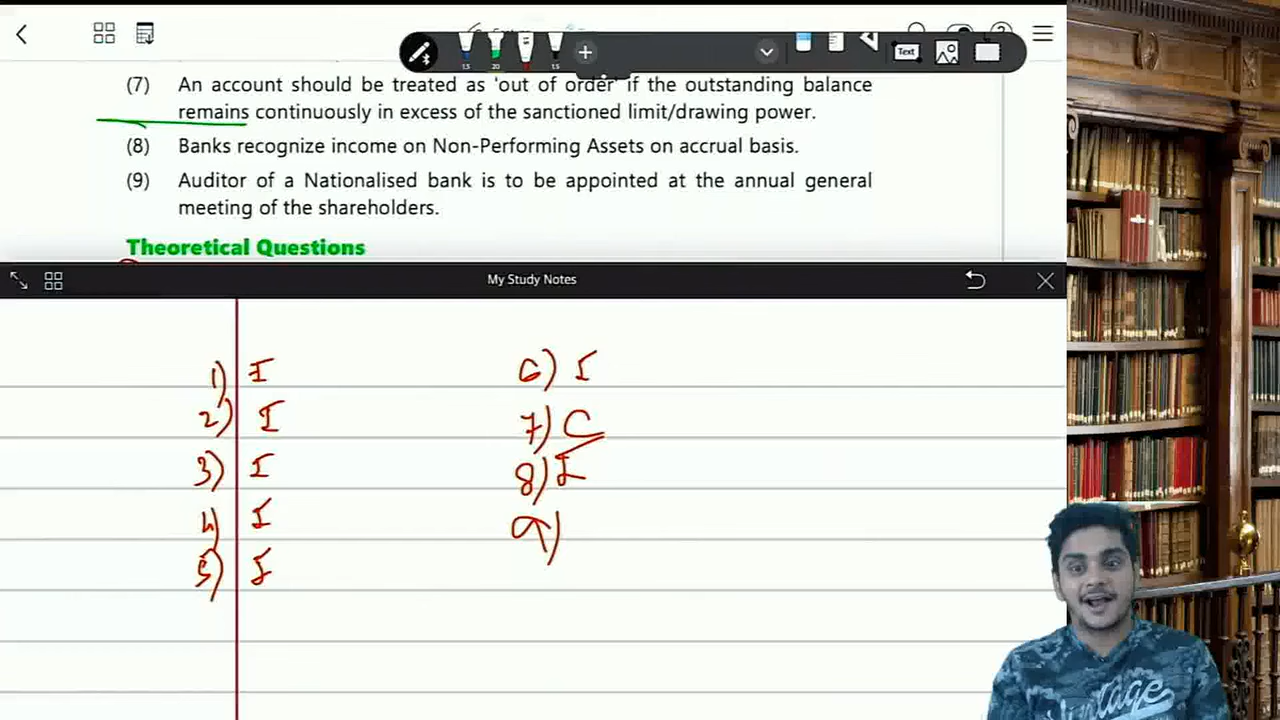 Text
(7) An account should be treated as 'out of order' if the outstanding balance
remains continuously in excess of the sanctioned limit/drawing power.
(8) Banks recognize income on Non-Performing Assets on accrual basis.
(9) Auditor of a Nationalised bank is to be appointed at the annual general
meeting of the shareholders.
Theoretical Questions
My Study Notes
1) I
2) I
3) I
4) I
5) I
6) I
7) C
8) I
9)